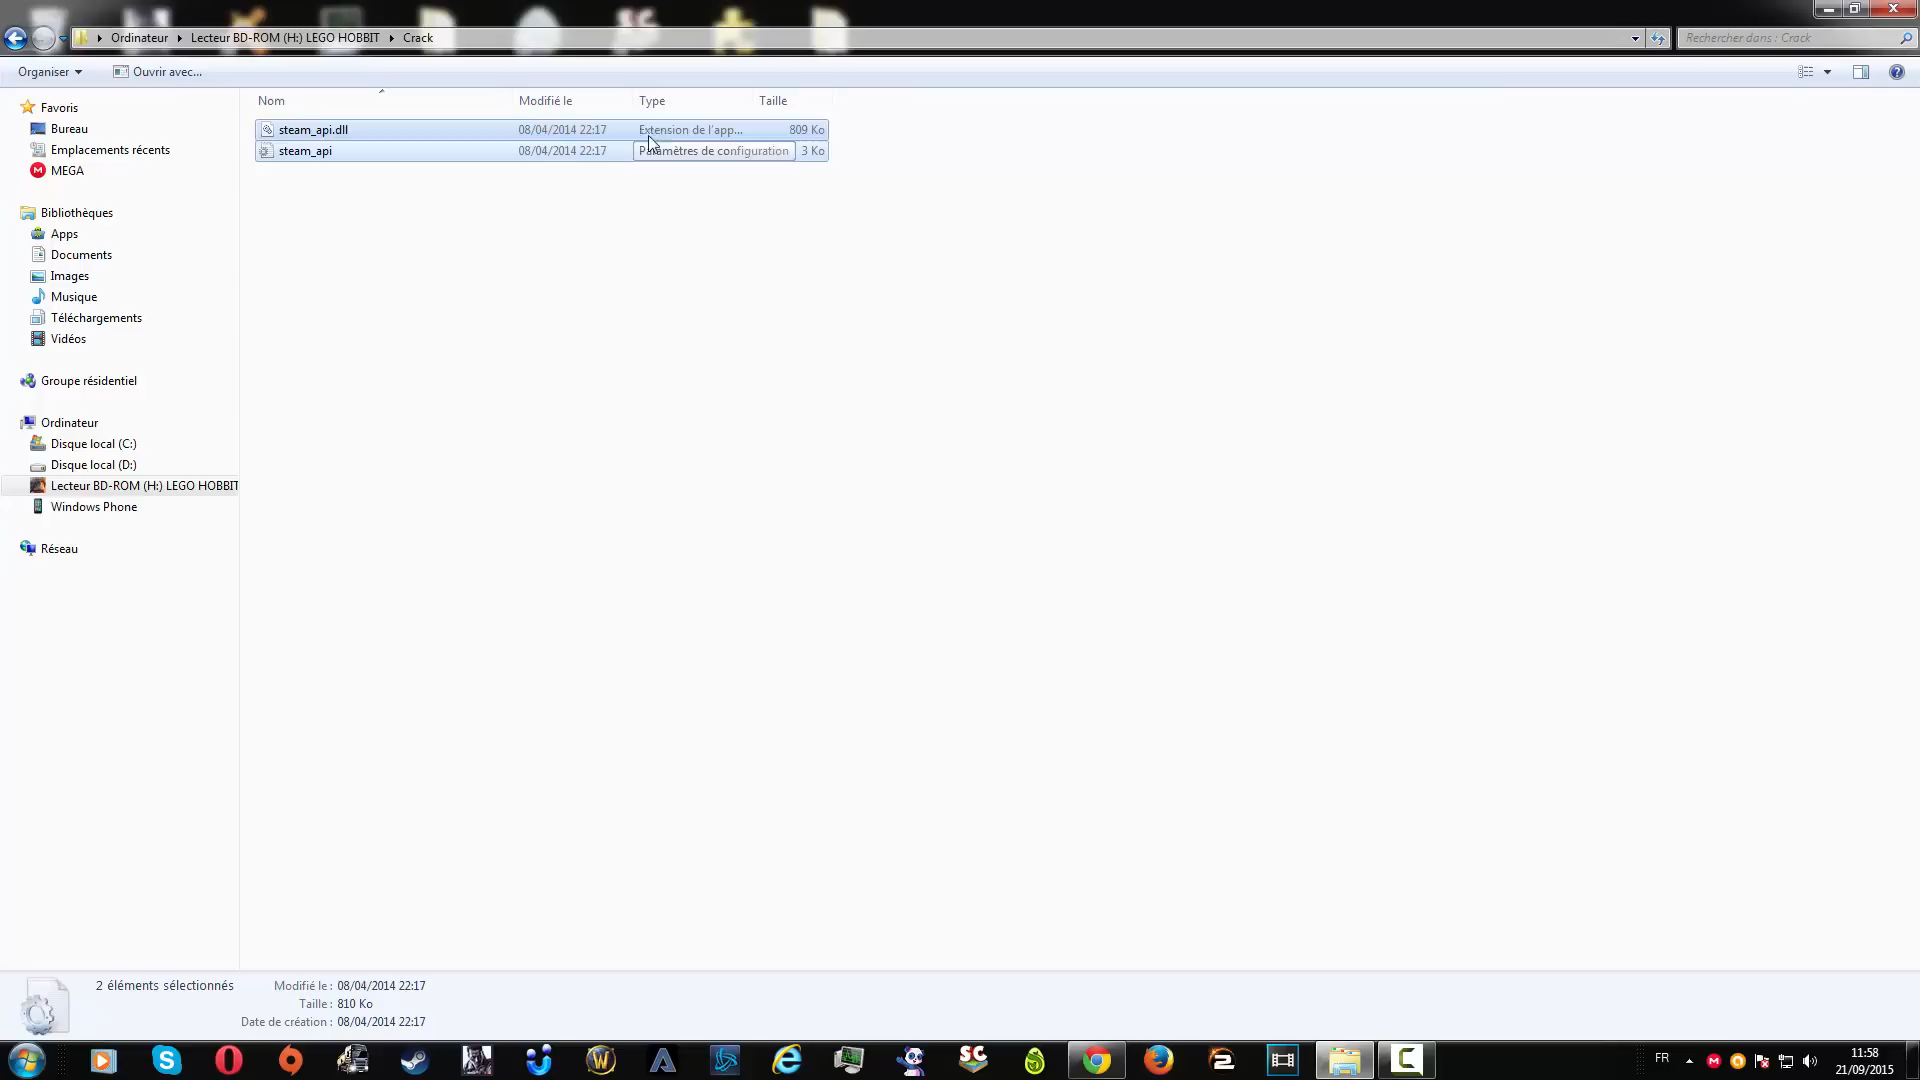 Ordinateur Lecteur BD-ROM (H:) LEGO HOBBIT Crack
Rechercher dans : Crack
Organiser Ouvrir avec...
Nom Modifié le Type Taille
steam_api.dll 08/04/2014 22:17 Extension de l'app... 809 Ko
steam_api 08/04/2014 22:17 Paramètres de configuration 3 Ko
Favoris
Bureau
Emplacements récents
MEGA
Bibliothèques
Apps
Documents
Images
Musique
Téléchargements
Vidéos
Groupe résidentiel
Ordinateur
Disque local (C:)
Disque local (D:)
Lecteur BD-ROM (H:) LEGO HOBBIT
Windows Phone
Réseau
2 éléments sélectionnés
Modifié le : 08/04/2014 22:17
Taille : 810 Ko
Date de création : 08/04/2014 22:17
FR
11:58
21/09/2015